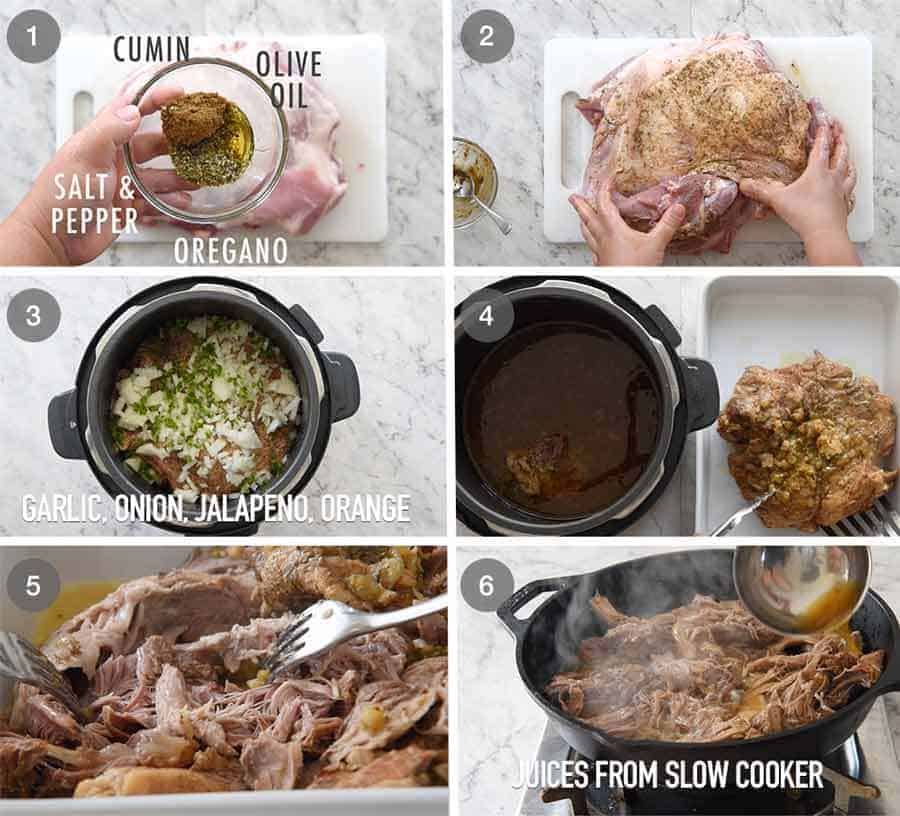 1
CUMIN
OLIVE
OIL
SALT &
PEPPER
OREGANO
2
3
GARLIC, ONION, JALAPENO, ORANGE
4
5
6
JUICES FROM SLOW COOKER